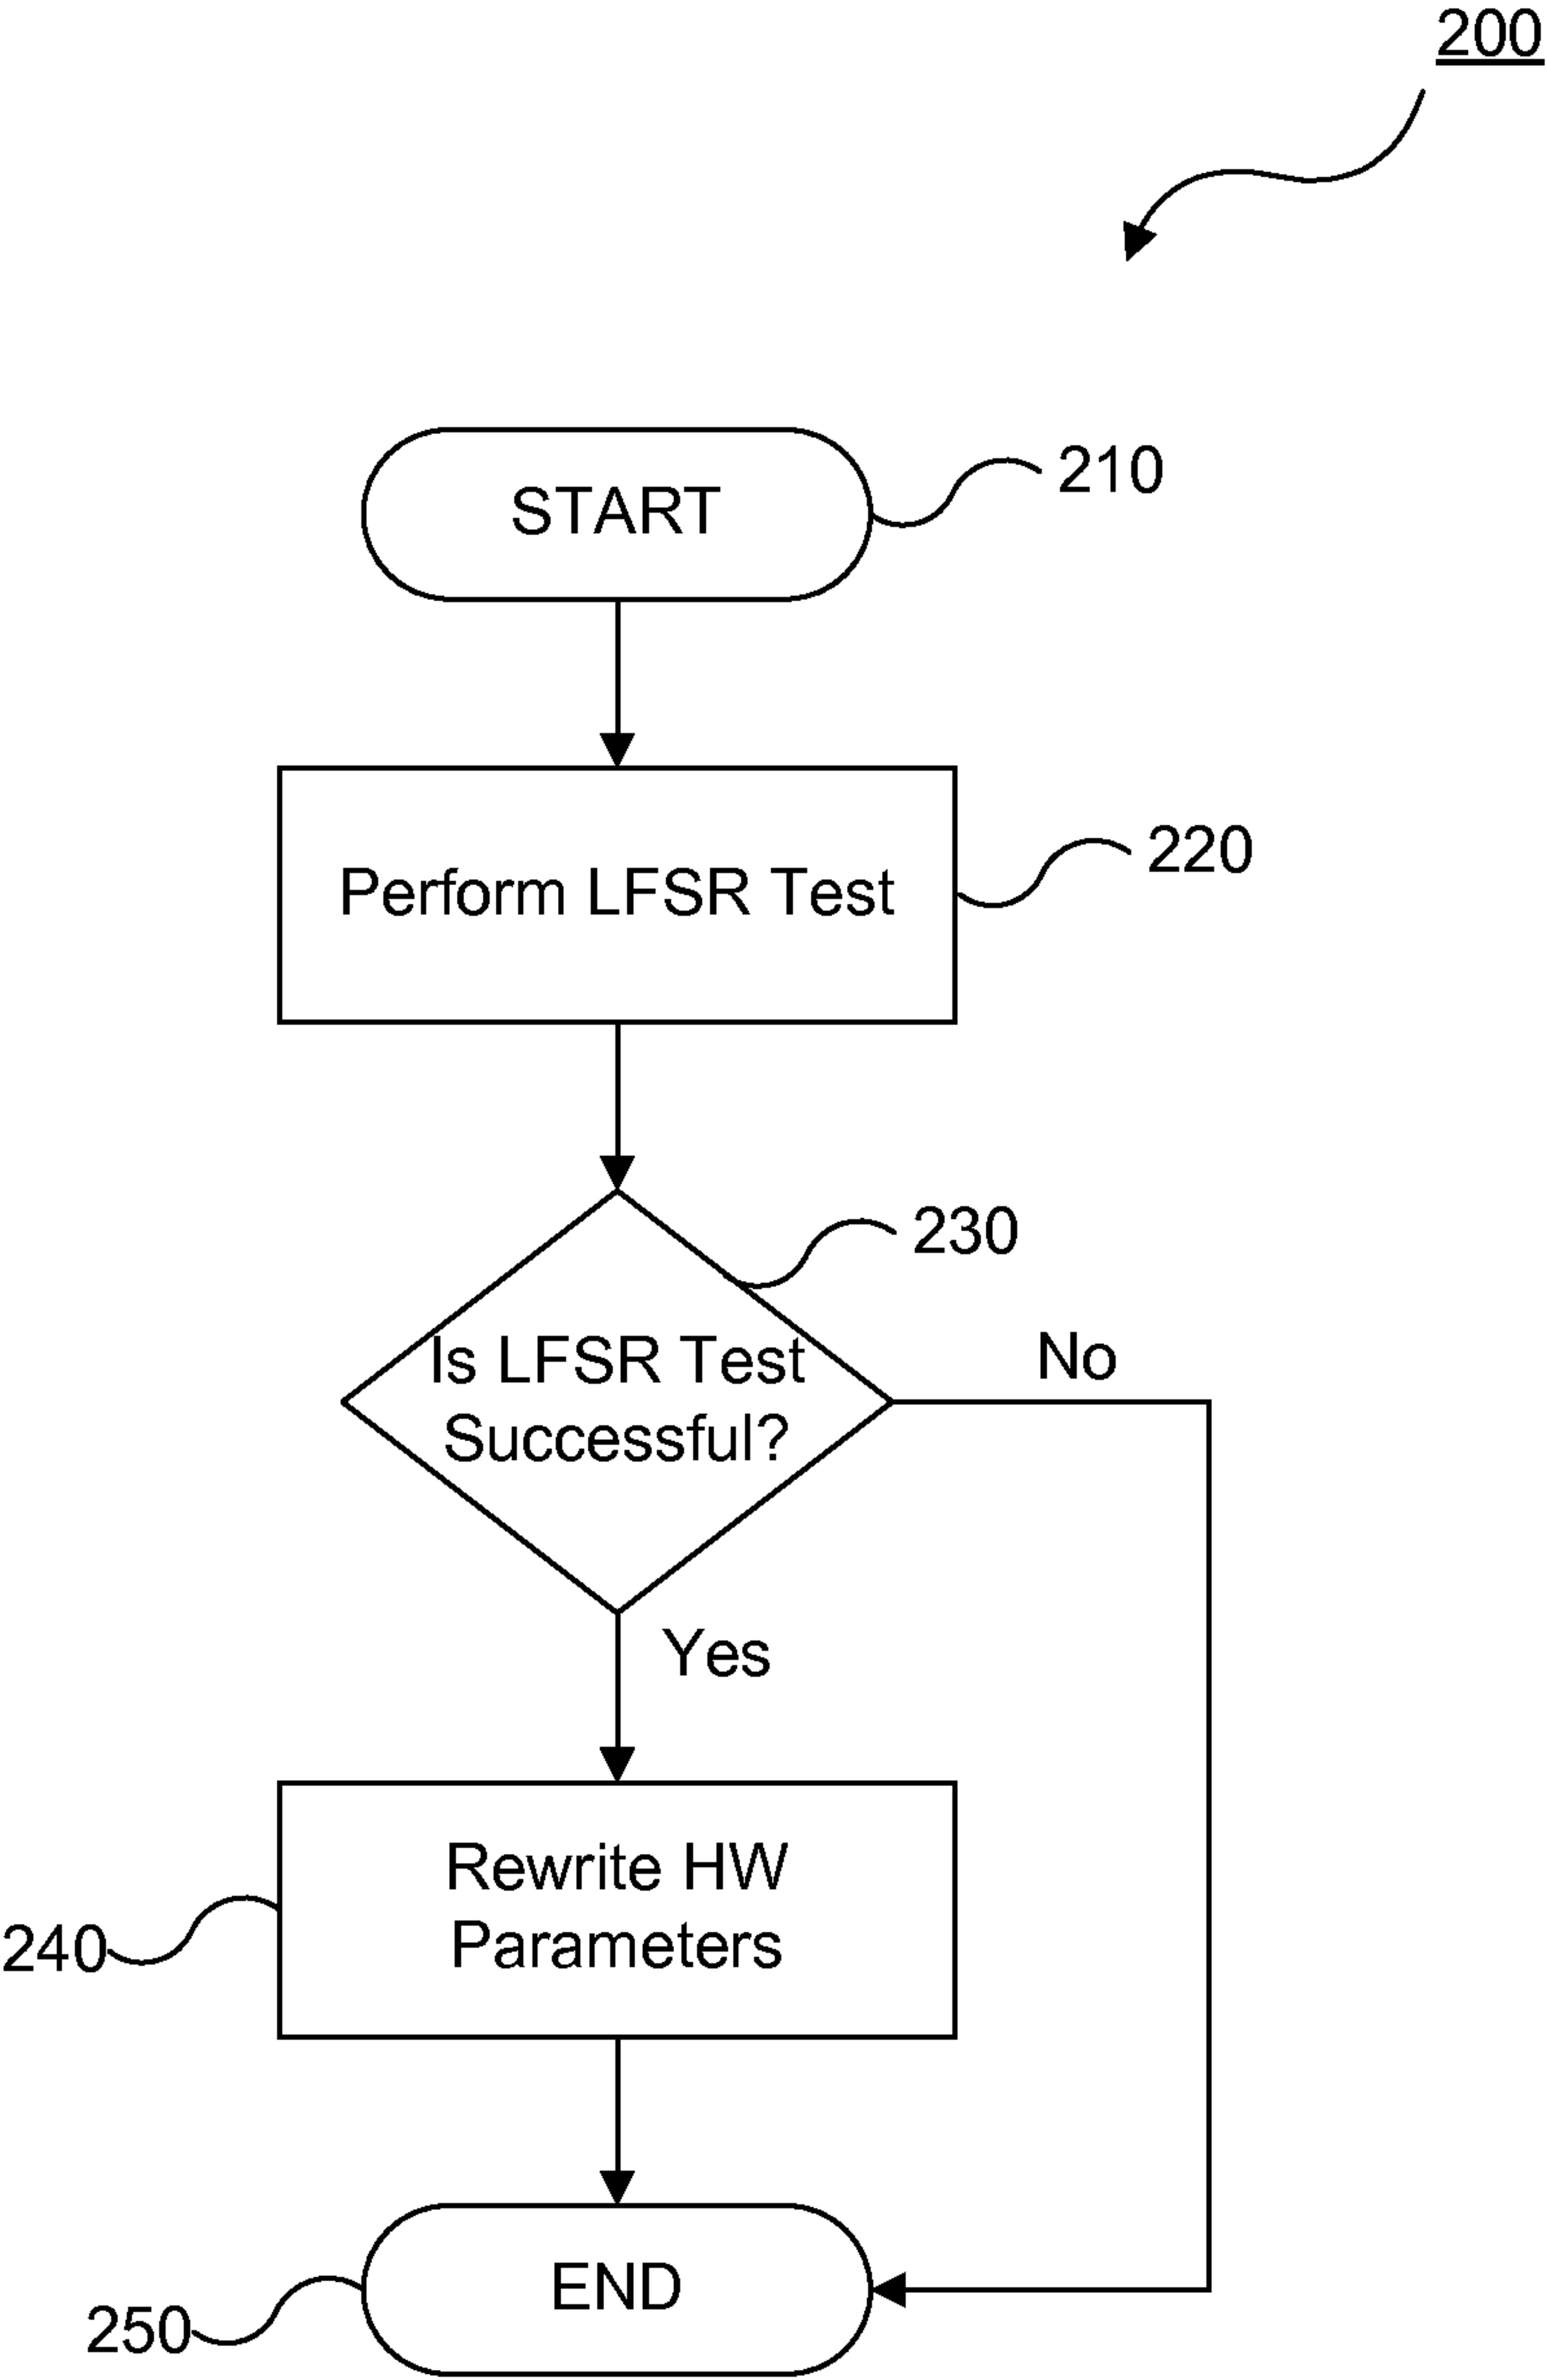 200
START
210
Perform LFSR Test
220
230
Is LFSR Test
Successful?
No
Yes
Rewrite HW
Parameters
240
END
250